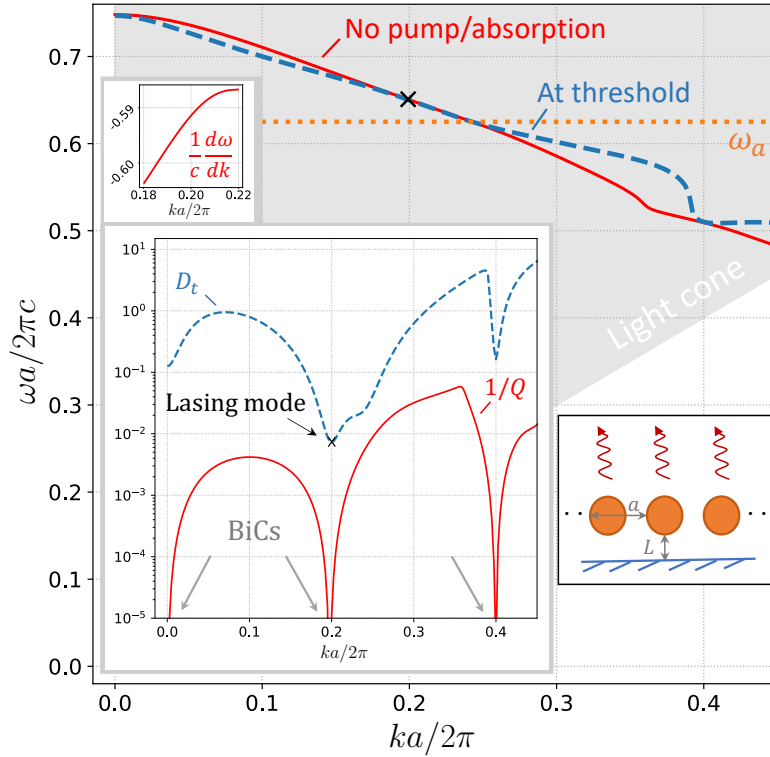 No pump/absorption
At threshold
ω_a
Light cone
0.7
0.6
0.5
0.4
0.3
0.2
0.1
0.0
ωa/2πc
0.0
0.1
0.2
0.3
0.4
ka/2π
-0.59
-0.60
1/c dω/dk
0.18
0.20
0.22
ka/2π
10¹
10⁰
10⁻¹
10⁻²
10⁻³
10⁻⁴
10⁻⁵
D_t
Lasing mode
1/Q
BiCs
0.0
0.1
0.2
0.3
0.4
ka/2π
a
L